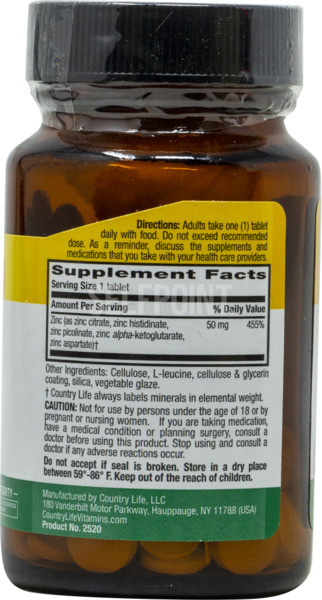 Directions: Adults take one (1) tablet
daily with food. Do not exceed recommended
dose. As a reminder, discuss the supplements and
medications that you take with your health care providers.
Supplement Facts
Serving Size 1 tablet
Amount Per Serving % Daily Value
Zinc (as zinc citrate, zinc histidinate, 50 mg 455%
zinc picolinate, zinc alpha-ketoglutarate,
zinc aspartate)†
Other Ingredients: Cellulose, L-leucine, cellulose & glycerin
coating, silica, vegetable glaze.
† Country Life always labels minerals in elemental weight.
CAUTION: Not for use by persons under the age of 18 or by
pregnant or nursing women. If you are taking medication,
have a medical condition or planning surgery, consult a
doctor before using this product. Stop using and consult a
doctor if any adverse reactions occur.
Do not accept if seal is broken. Store in a dry place
between 59°-86° F. Keep out of the reach of children.
Manufactured by Country Life, LLC
180 Vanderbilt Motor Parkway, Hauppauge, NY 11788 (USA)
CountryLifeVitamins.com
Product No. 2520